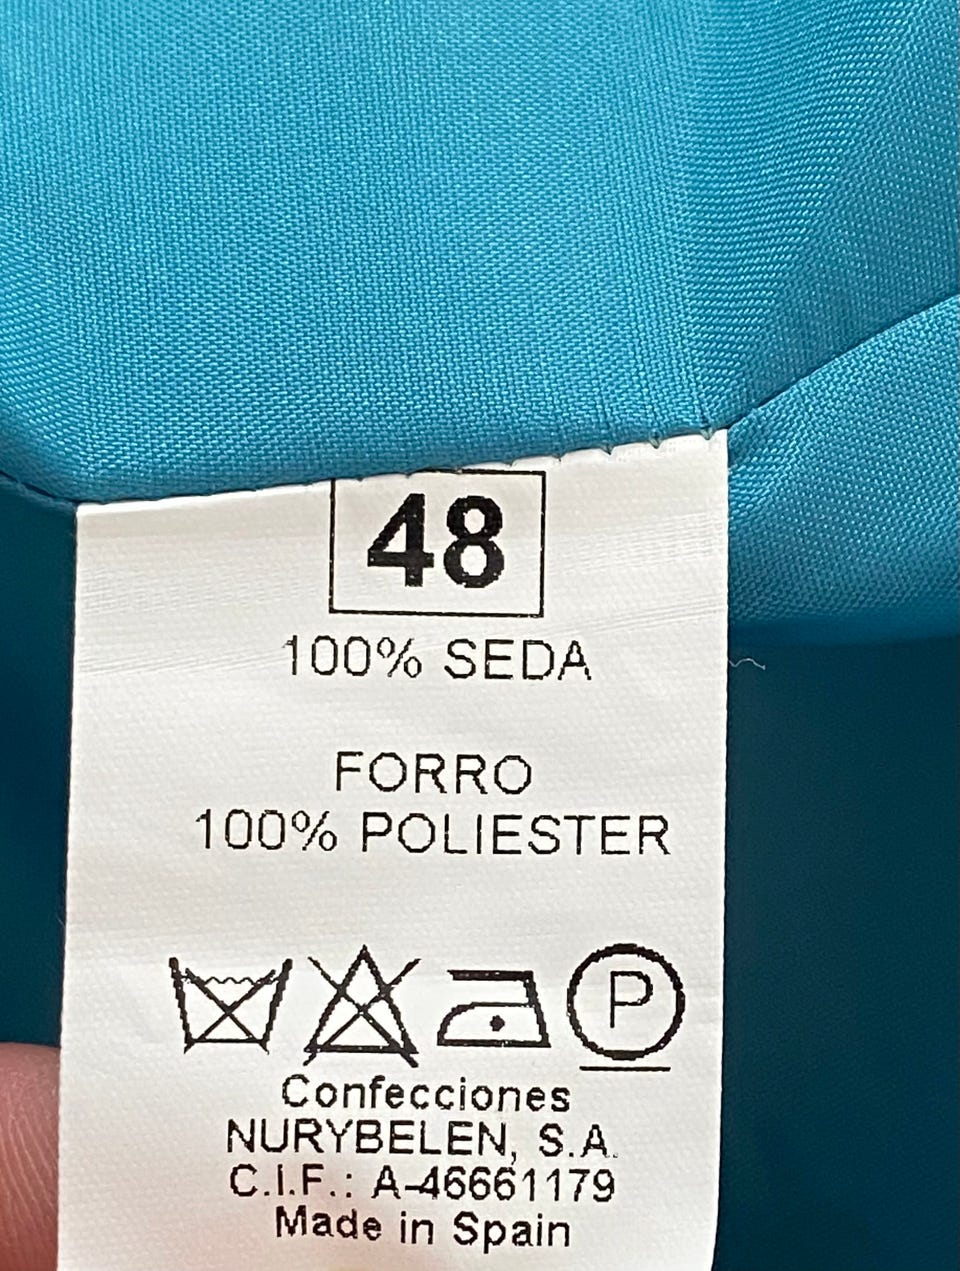 48
100% SEDA
FORRO
100% POLIESTER
P
Confecciones
NURYBELEN, S.A.
C.I.F.: A-46661179
Made in Spain